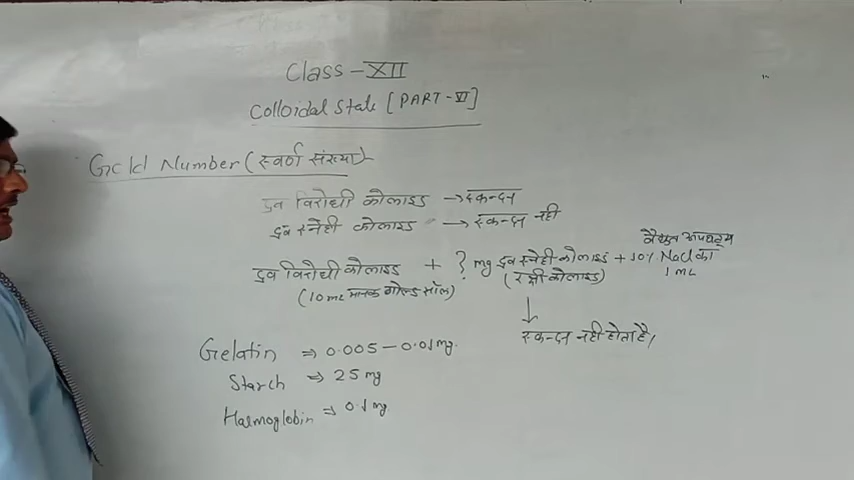 Class - XII
Colloidal State [PART - VI]
Gold Number (स्वर्ण संख्या)
द्रव विरोधी कोलाइड → स्कन्दन
द्रव स्नेही कोलाइड → स्कन्दन नही
वैद्युत अपघट्य
द्रव विरोधी कोलाइड + ? mg द्रव स्नेही कोलाइड + 10% NaCl का
(10 mL मानक गोल्ड सॉल) (रक्षी कोलाइड) 1 mL
↓
स्कन्दन नही होता है,
Gelatin ⇒ 0.005 - 0.01 mg.
Starch ⇒ 25 mg
Haemoglobin ⇒ 0.1 mg